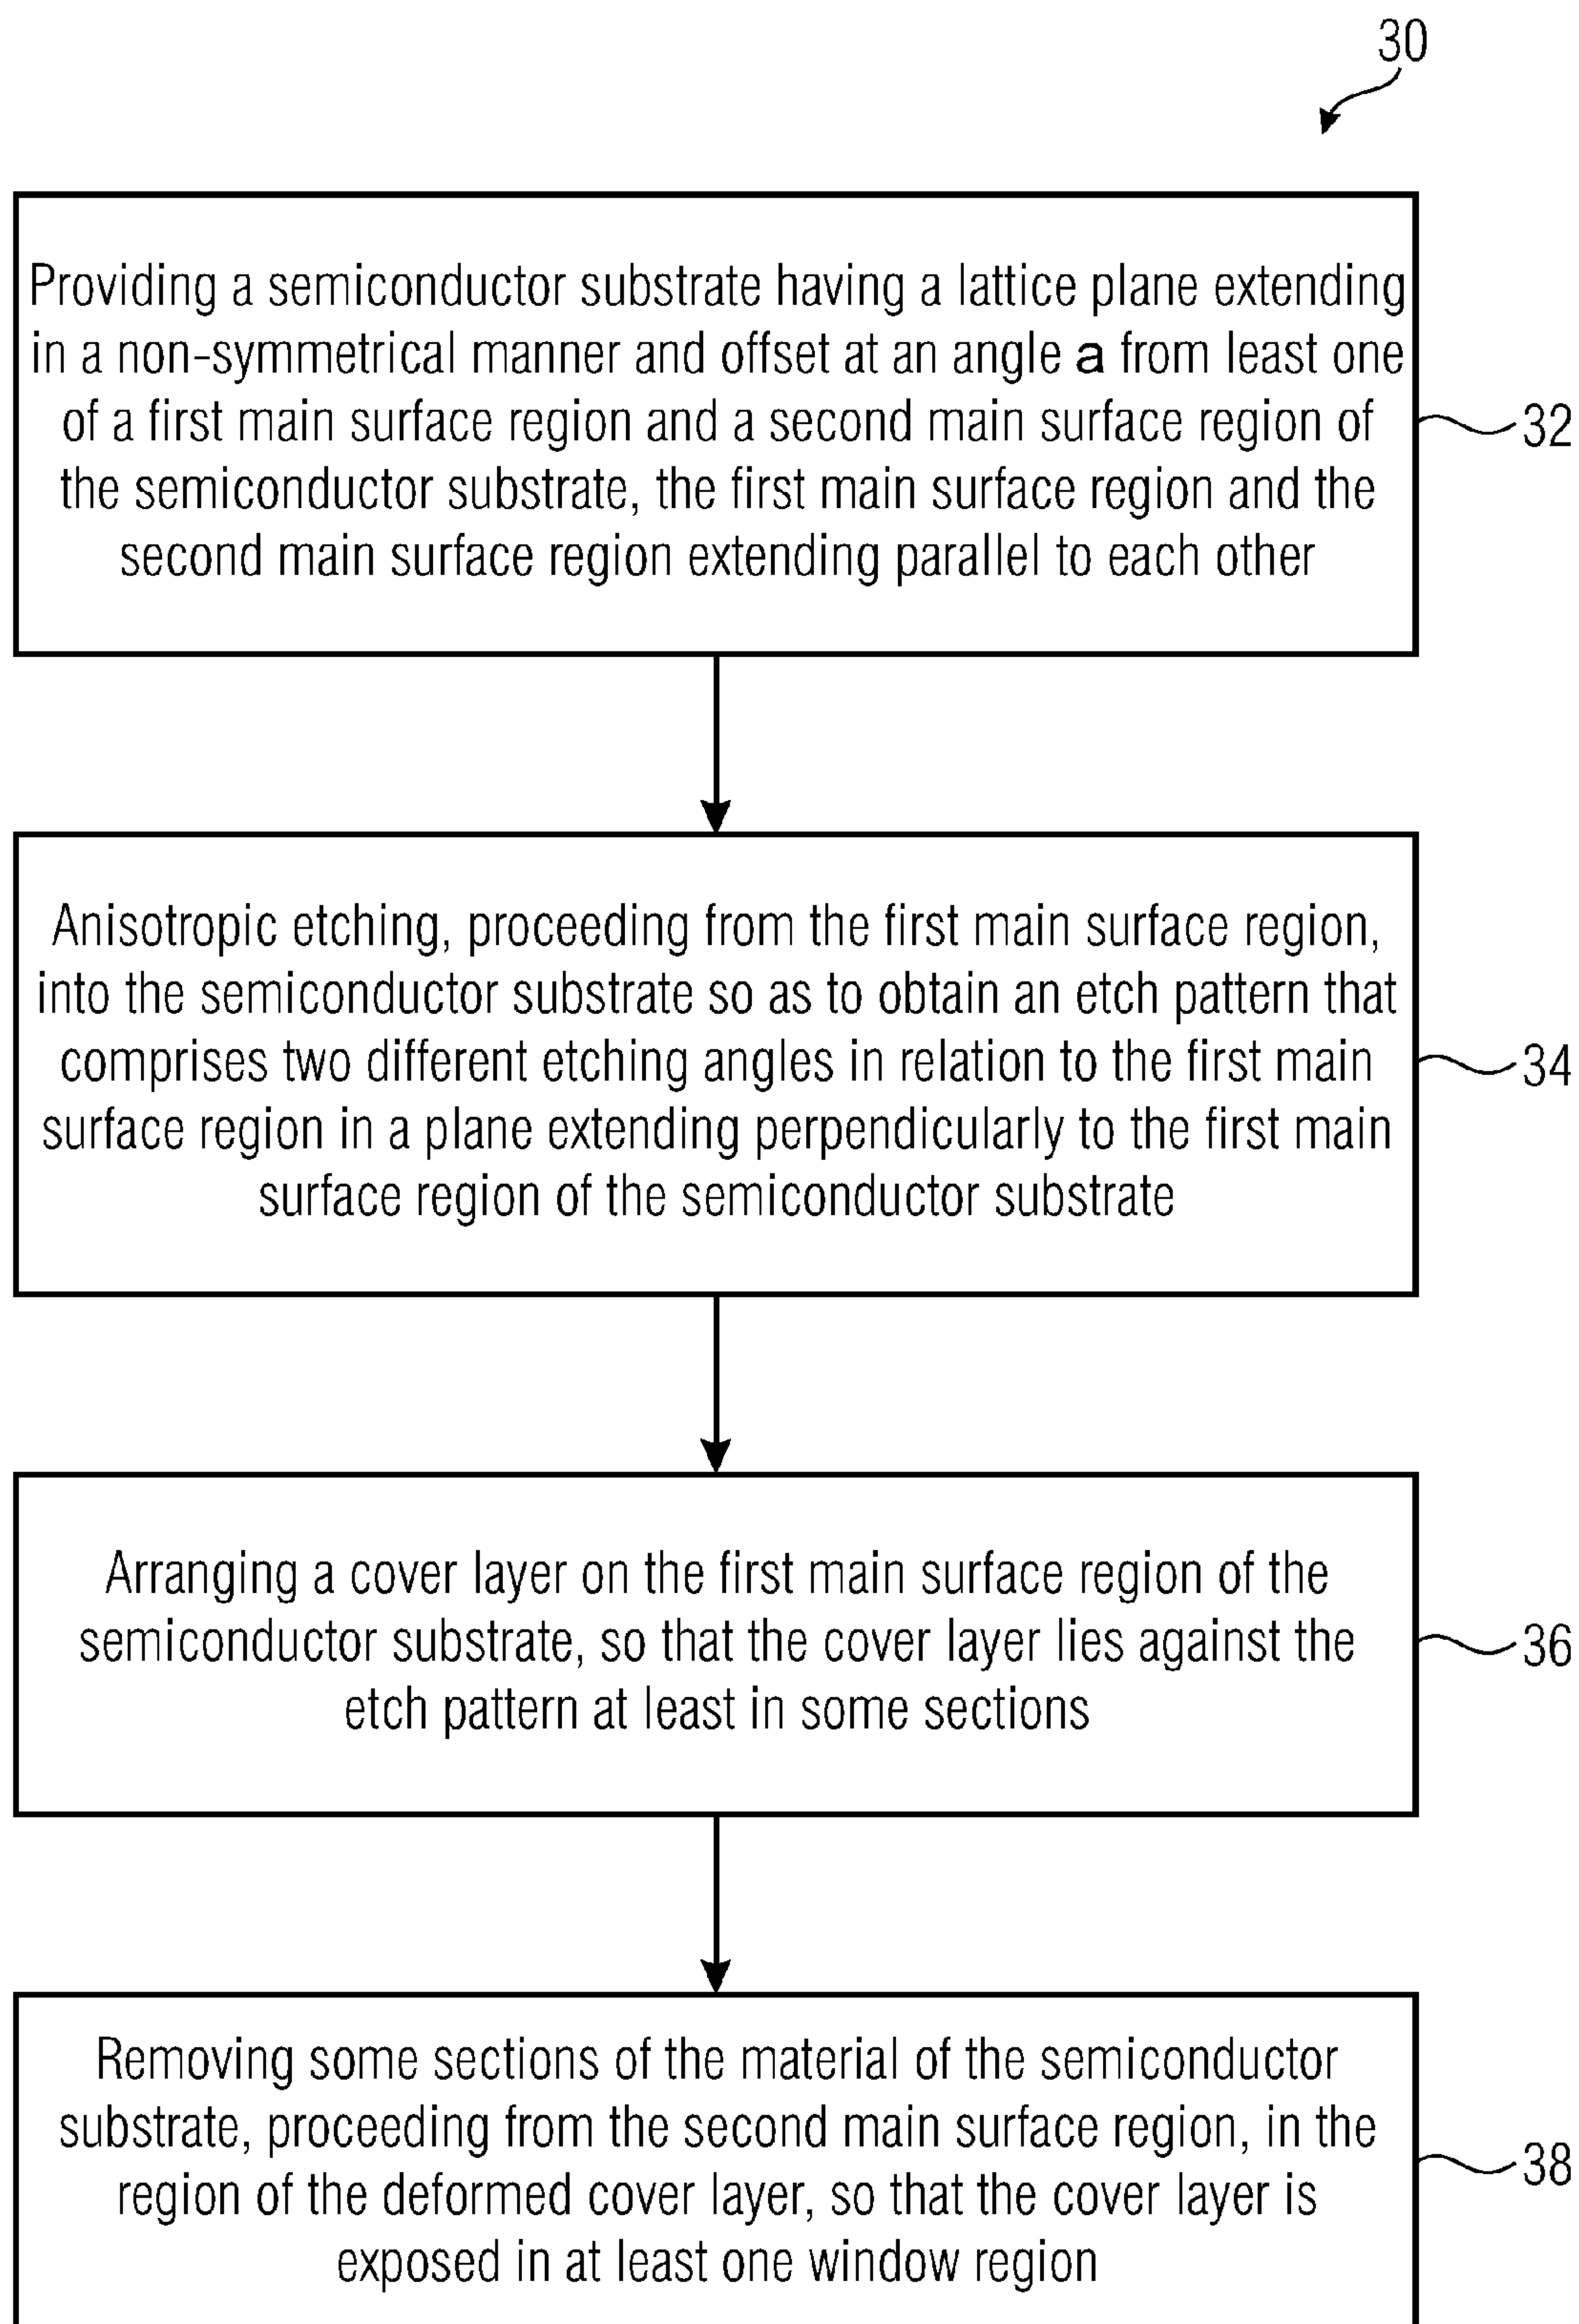 30
Providing a semiconductor substrate having a lattice plane extending
in a non-symmetrical manner and offset at an angle a from least one
of a first main surface region and a second main surface region of
the semiconductor substrate, the first main surface region and the
second main surface region extending parallel to each other
32
Anisotropic etching, proceeding from the first main surface region,
into the semiconductor substrate so as to obtain an etch pattern that
comprises two different etching angles in relation to the first main
surface region in a plane extending perpendicularly to the first main
surface region of the semiconductor substrate
34
Arranging a cover layer on the first main surface region of the
semiconductor substrate, so that the cover layer lies against the
etch pattern at least in some sections
36
Removing some sections of the material of the semiconductor
substrate, proceeding from the second main surface region, in the
region of the deformed cover layer, so that the cover layer is
exposed in at least one window region
38